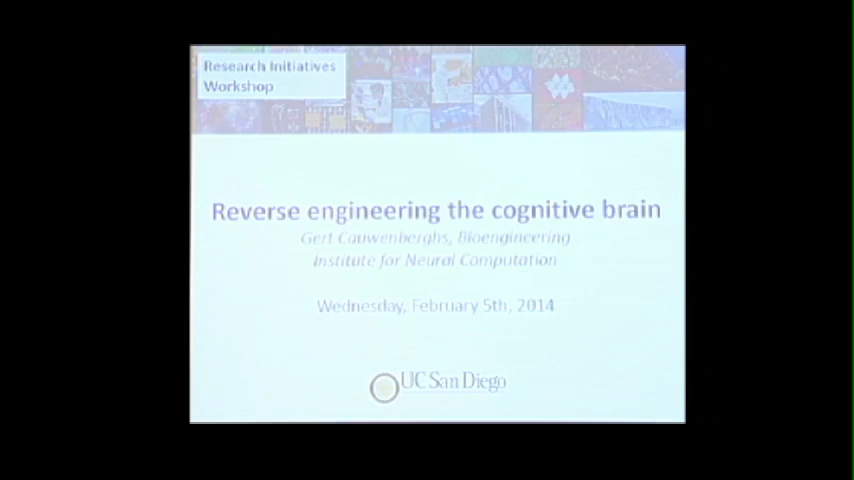 Research Initiatives
Workshop
Reverse engineering the cognitive brain
Gert Cauwenberghs, Bioengineering
Institute for Neural Computation
Wednesday, February 5th, 2014
UC San Diego